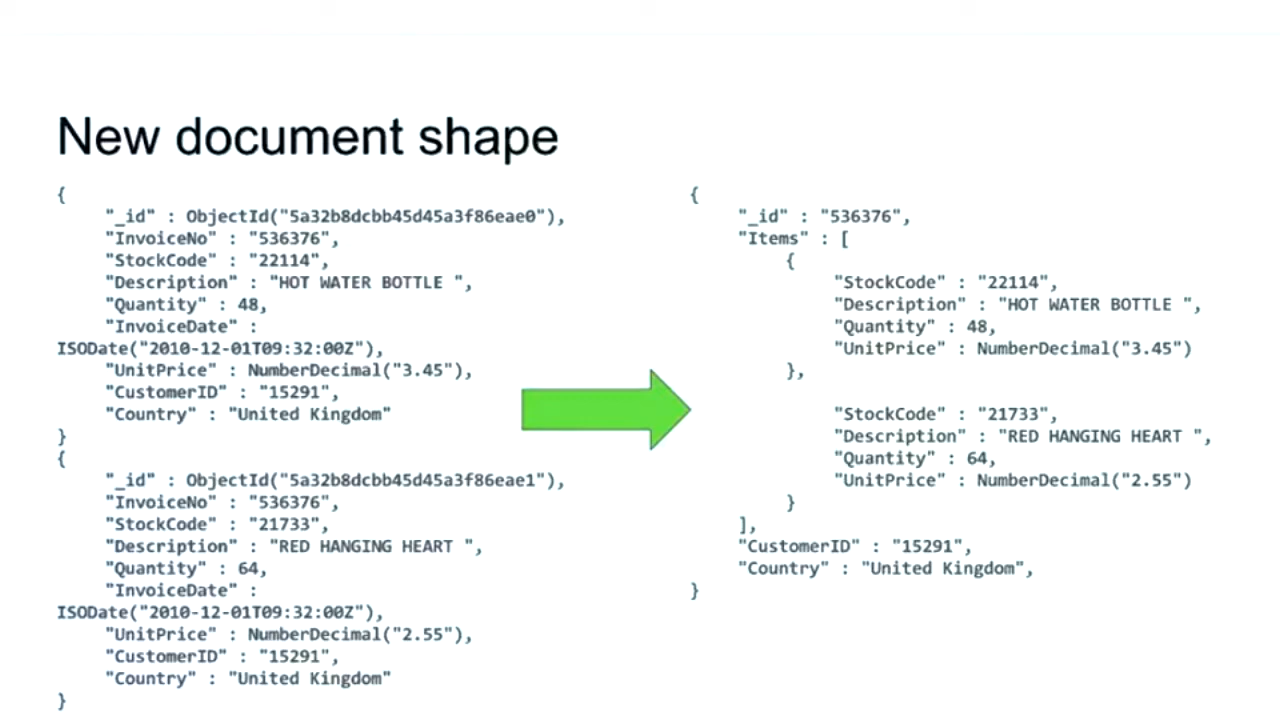 New document shape
{
"_id" : ObjectId("5a32b8dcbb45d45a3f86eae0"),
"InvoiceNo" : "536376",
"StockCode" : "22114",
"Description" : "HOT WATER BOTTLE ",
"Quantity" : 48,
"InvoiceDate" :
ISODate("2010-12-01T09:32:00Z"),
"UnitPrice" : NumberDecimal("3.45"),
"CustomerID" : "15291",
"Country" : "United Kingdom"
}
{
"_id" : ObjectId("5a32b8dcbb45d45a3f86eae1"),
"InvoiceNo" : "536376",
"StockCode" : "21733",
"Description" : "RED HANGING HEART ",
"Quantity" : 64,
"InvoiceDate" :
ISODate("2010-12-01T09:32:00Z"),
"UnitPrice" : NumberDecimal("2.55"),
"CustomerID" : "15291",
"Country" : "United Kingdom"
}
{
"_id" : "536376",
"Items" : [
{
"StockCode" : "22114",
"Description" : "HOT WATER BOTTLE ",
"Quantity" : 48,
"UnitPrice" : NumberDecimal("3.45")
},
"StockCode" : "21733",
"Description" : "RED HANGING HEART ",
"Quantity" : 64,
"UnitPrice" : NumberDecimal("2.55")
}
],
"CustomerID" : "15291",
"Country" : "United Kingdom",
}